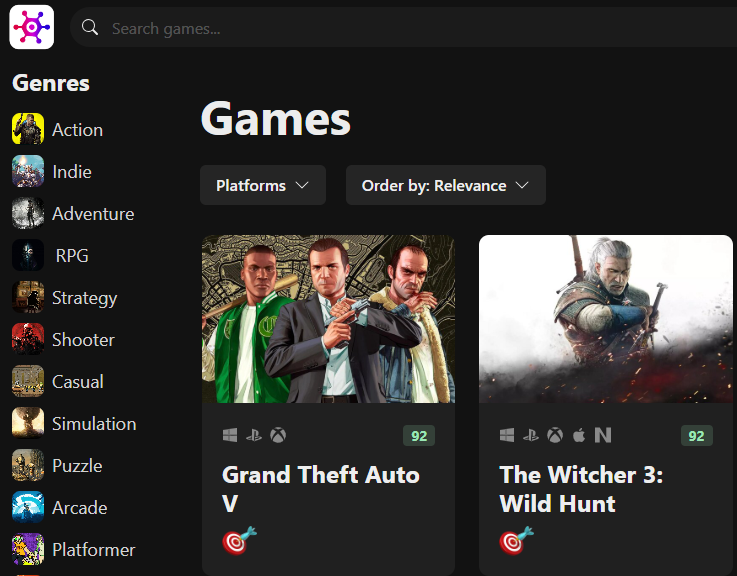 Search games...
Genres
Action
Indie
Adventure
RPG
Strategy
Shooter
Casual
Simulation
Puzzle
Arcade
Platformer
Games
Platforms
Order by: Relevance
92
Grand Theft Auto
V
92
The Witcher 3:
Wild Hunt